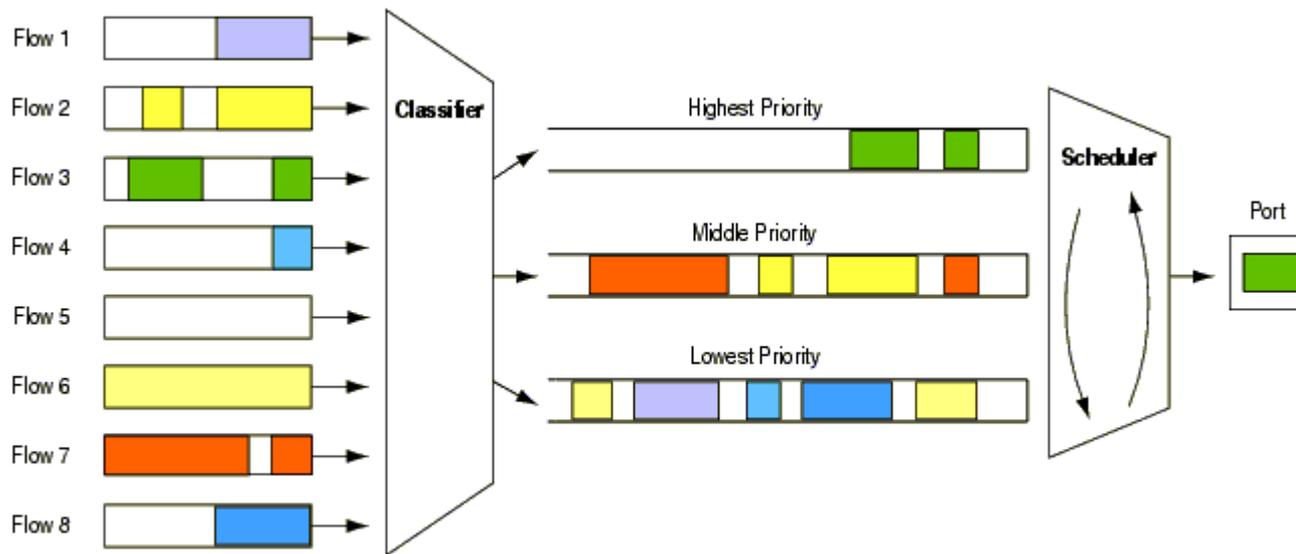 Flow 1
Flow 2
Flow 3
Flow 4
Flow 5
Flow 6
Flow 7
Flow 8
Classifier
Highest Priority
Middle Priority
Lowest Priority
Scheduler
Port